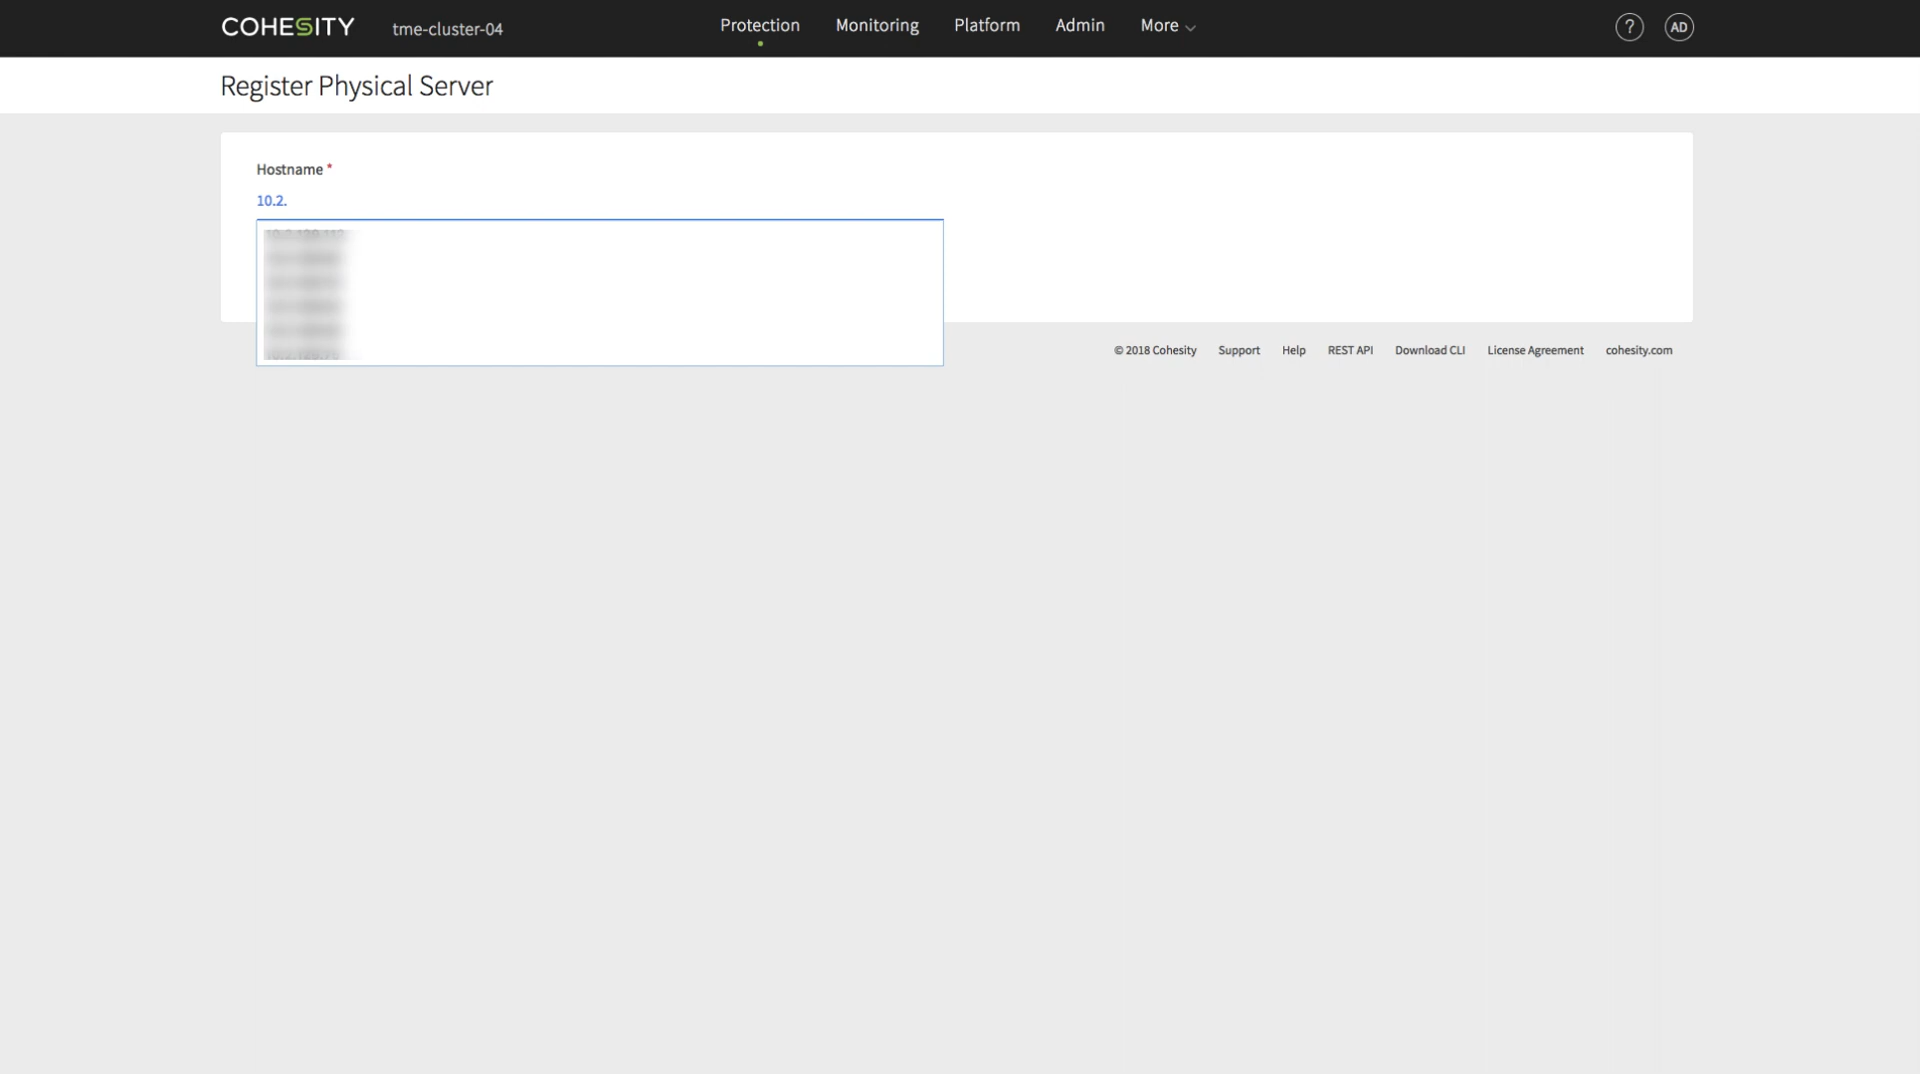 COHESITY tme-cluster-04 Protection Monitoring Platform Admin More ? AD
Register Physical Server
Hostname *
10.2.
© 2018 Cohesity Support Help REST API Download CLI License Agreement cohesity.com